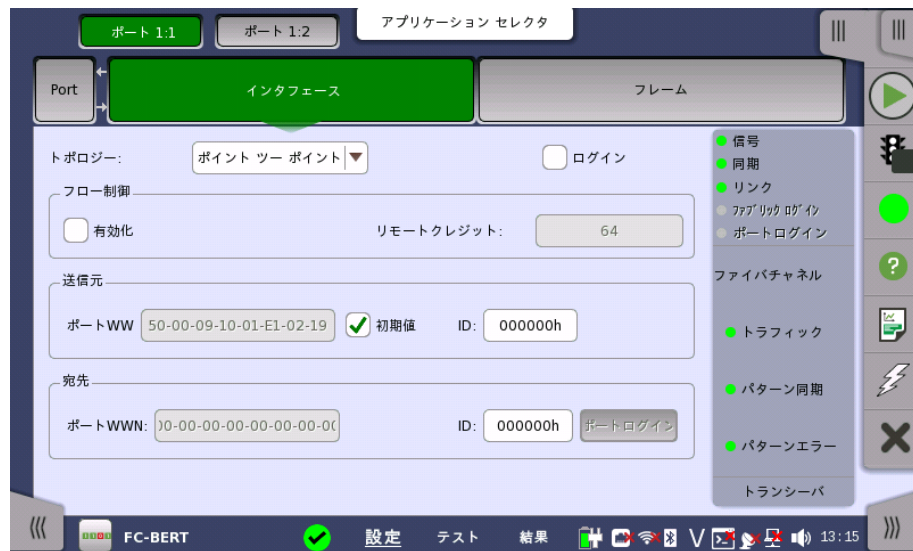 アプリケーション セレクタ
ポート 1:1
ポート 1:2
Port
インタフェース
フレーム
トポロジー:
ポイント ツー ポイント
ログイン
フロー制御
有効化
リモートクレジット:
64
送信元
ポートWW
50-00-09-10-01-E1-02-19
初期値
ID:
000000h
宛先
ポートWWN:
00-00-00-00-00-00-00
ID:
000000h
ポートログイン
信号
同期
リンク
ファブリック ログイン
ポートログイン
ファイバチャネル
トラフィック
パターン同期
パターンエラー
トランシーバ
FC-BERT
設定
テスト
結果
V
13:15